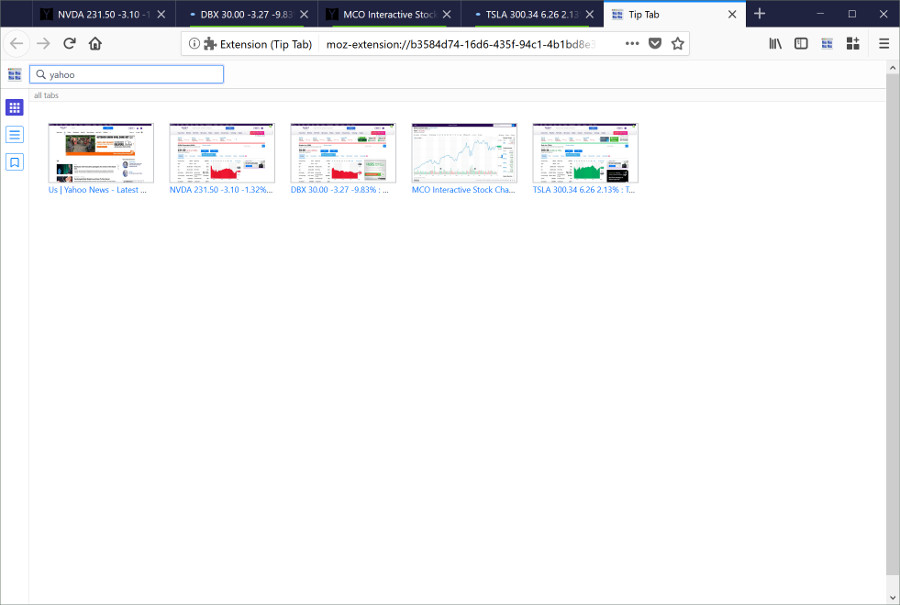 NVDA 231.50 -3.10 -1
DBX 30.00 -3.27 -9.83
MCO Interactive Stock
TSLA 300.34 6.26 2.13
Tip Tab
Extension (Tip Tab)
moz-extension://b3584d74-16d6-435f-94c1-4b1bd8e3
yahoo
all tabs
Us | Yahoo News - Latest ...
NVDA 231.50 -3.10 -1.32%...
DBX 30.00 -3.27 -9.83% : ...
MCO Interactive Stock Cha...
TSLA 300.34 6.26 2.13% : T...